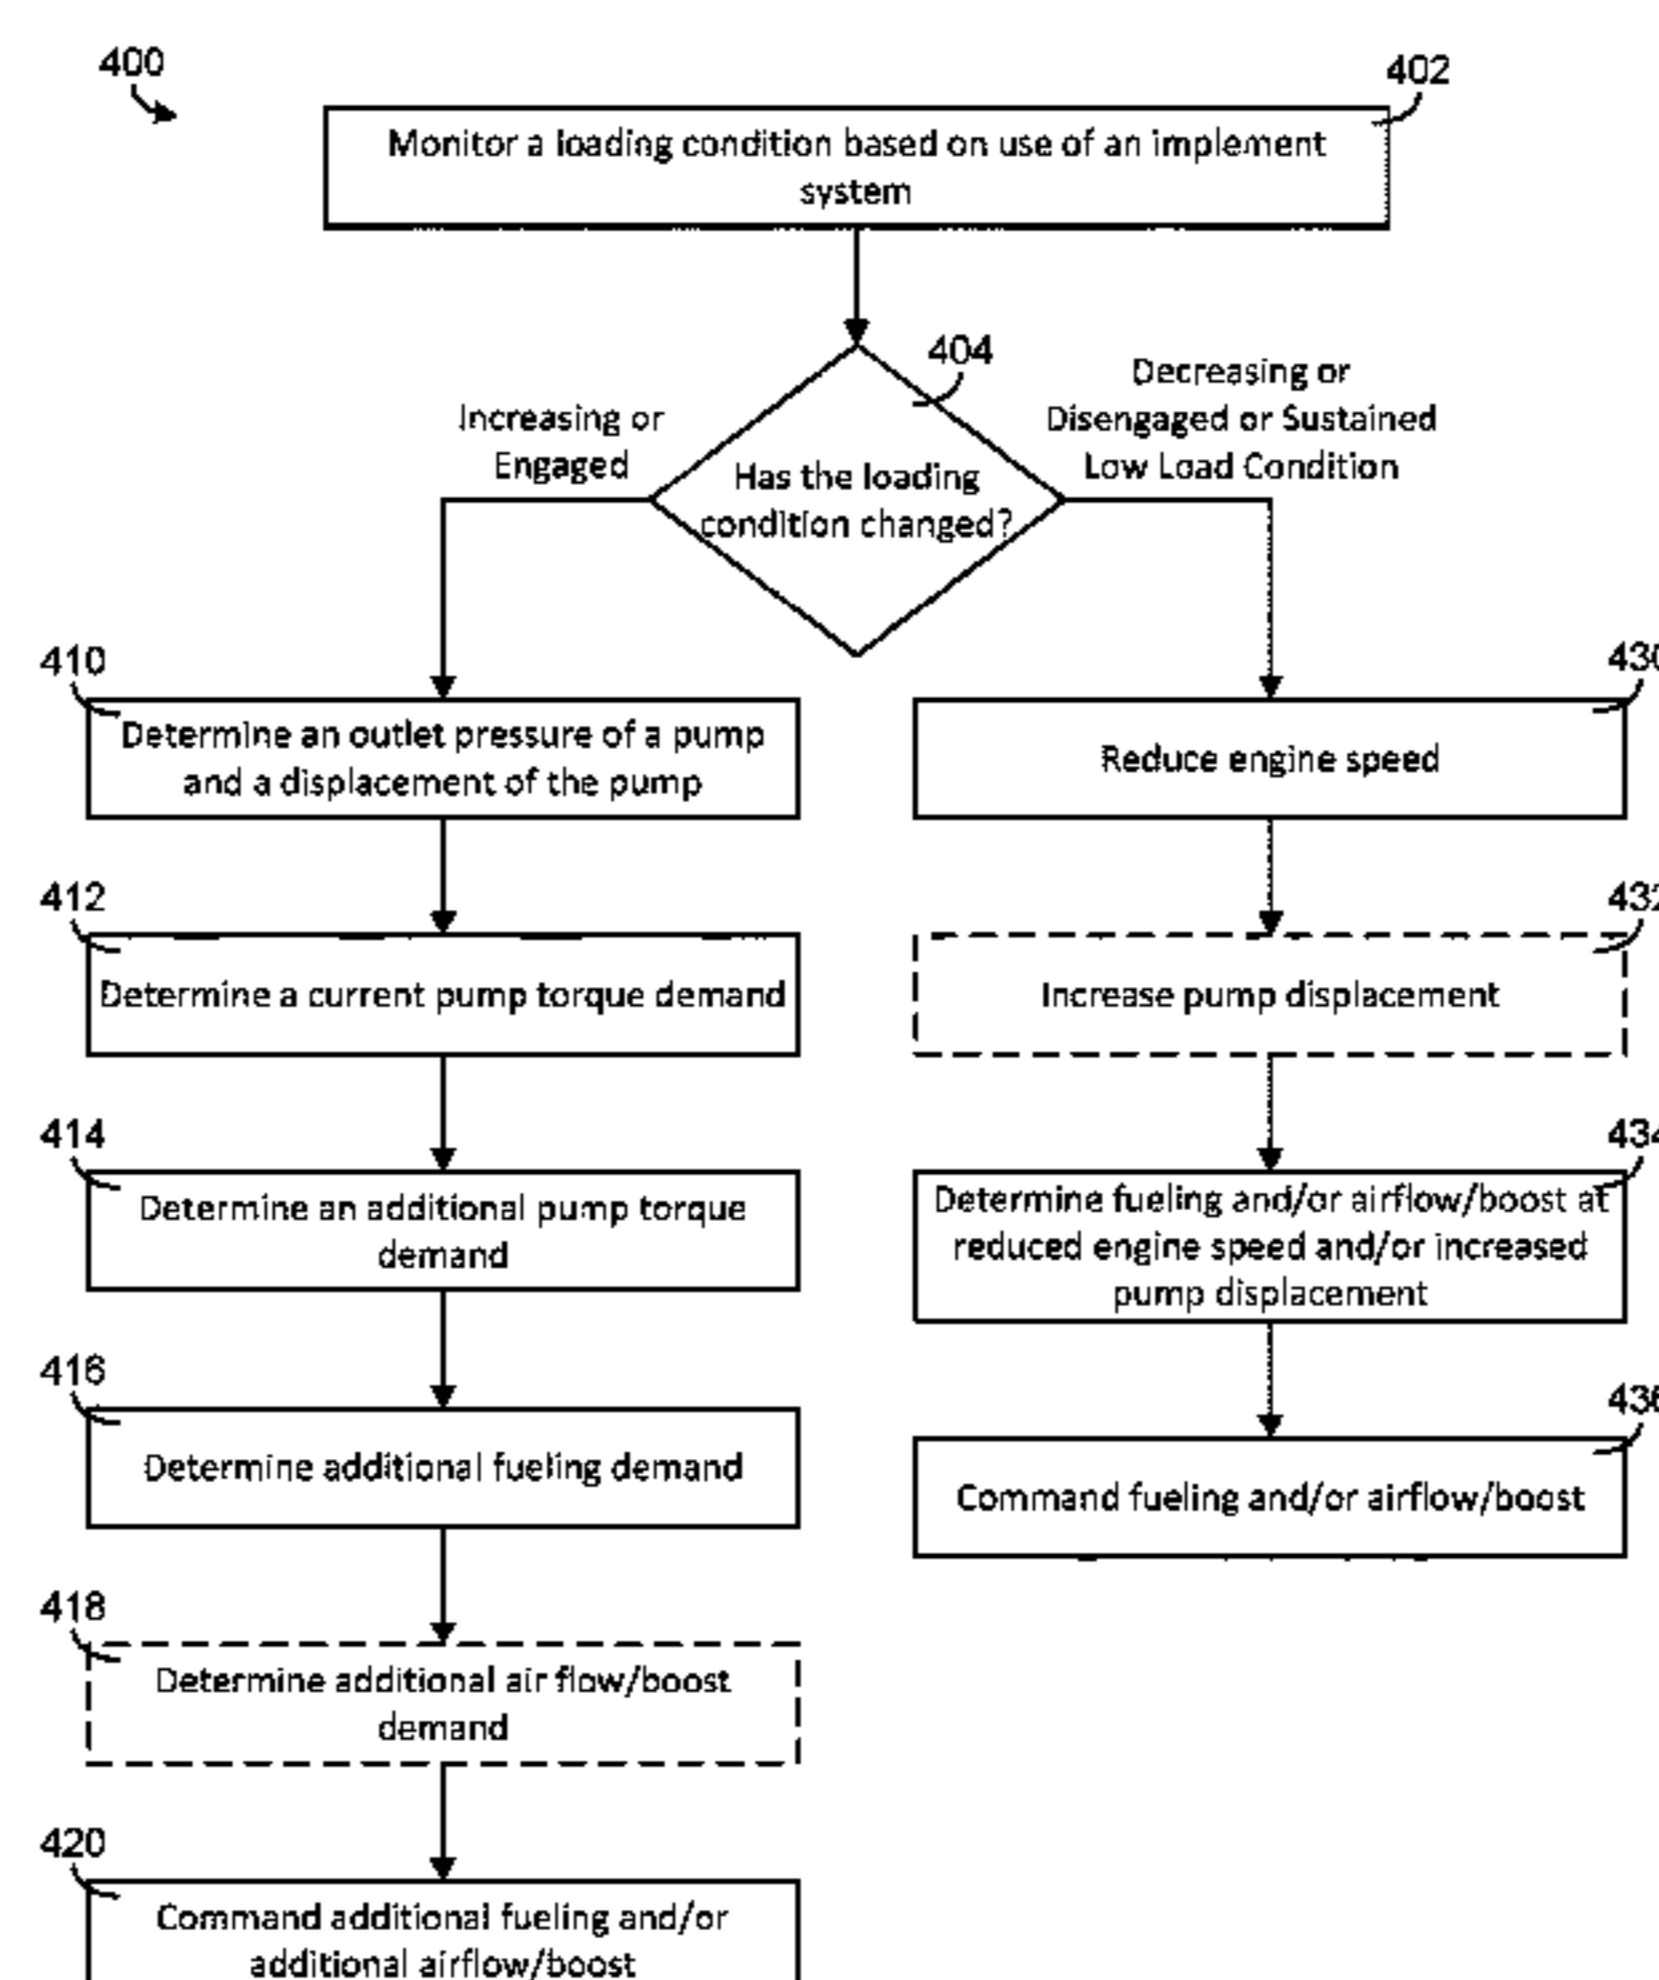 400
402
Monitor a loading condition based on use of an implement
system
404
Increasing or
Engaged
Decreasing or
Disengaged or Sustained
Low Load Condition
Has the loading
condition changed?
410
Determine an outlet pressure of a pump
and a displacement of the pump
412
Determine a current pump torque demand
414
Determine an additional pump torque
demand
416
Determine additional fueling demand
418
Determine additional air flow/boost
demand
420
Command additional fueling and/or
additional airflow/boost
430
Reduce engine speed
432
Increase pump displacement
434
Determine fueling and/or airflow/boost at
reduced engine speed and/or increased
pump displacement
436
Command fueling and/or airflow/boost